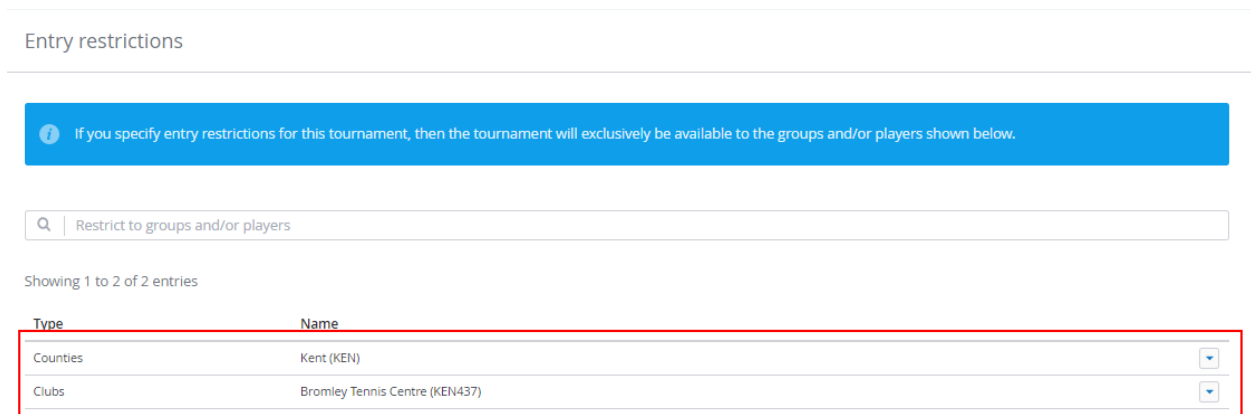 Entry restrictions
If you specify entry restrictions for this tournament, then the tournament will exclusively be available to the groups and/or players shown below.
Restrict to groups and/or players
Showing 1 to 2 of 2 entries
Type Name
Counties Kent (KEN)
Clubs Bromley Tennis Centre (KEN437)